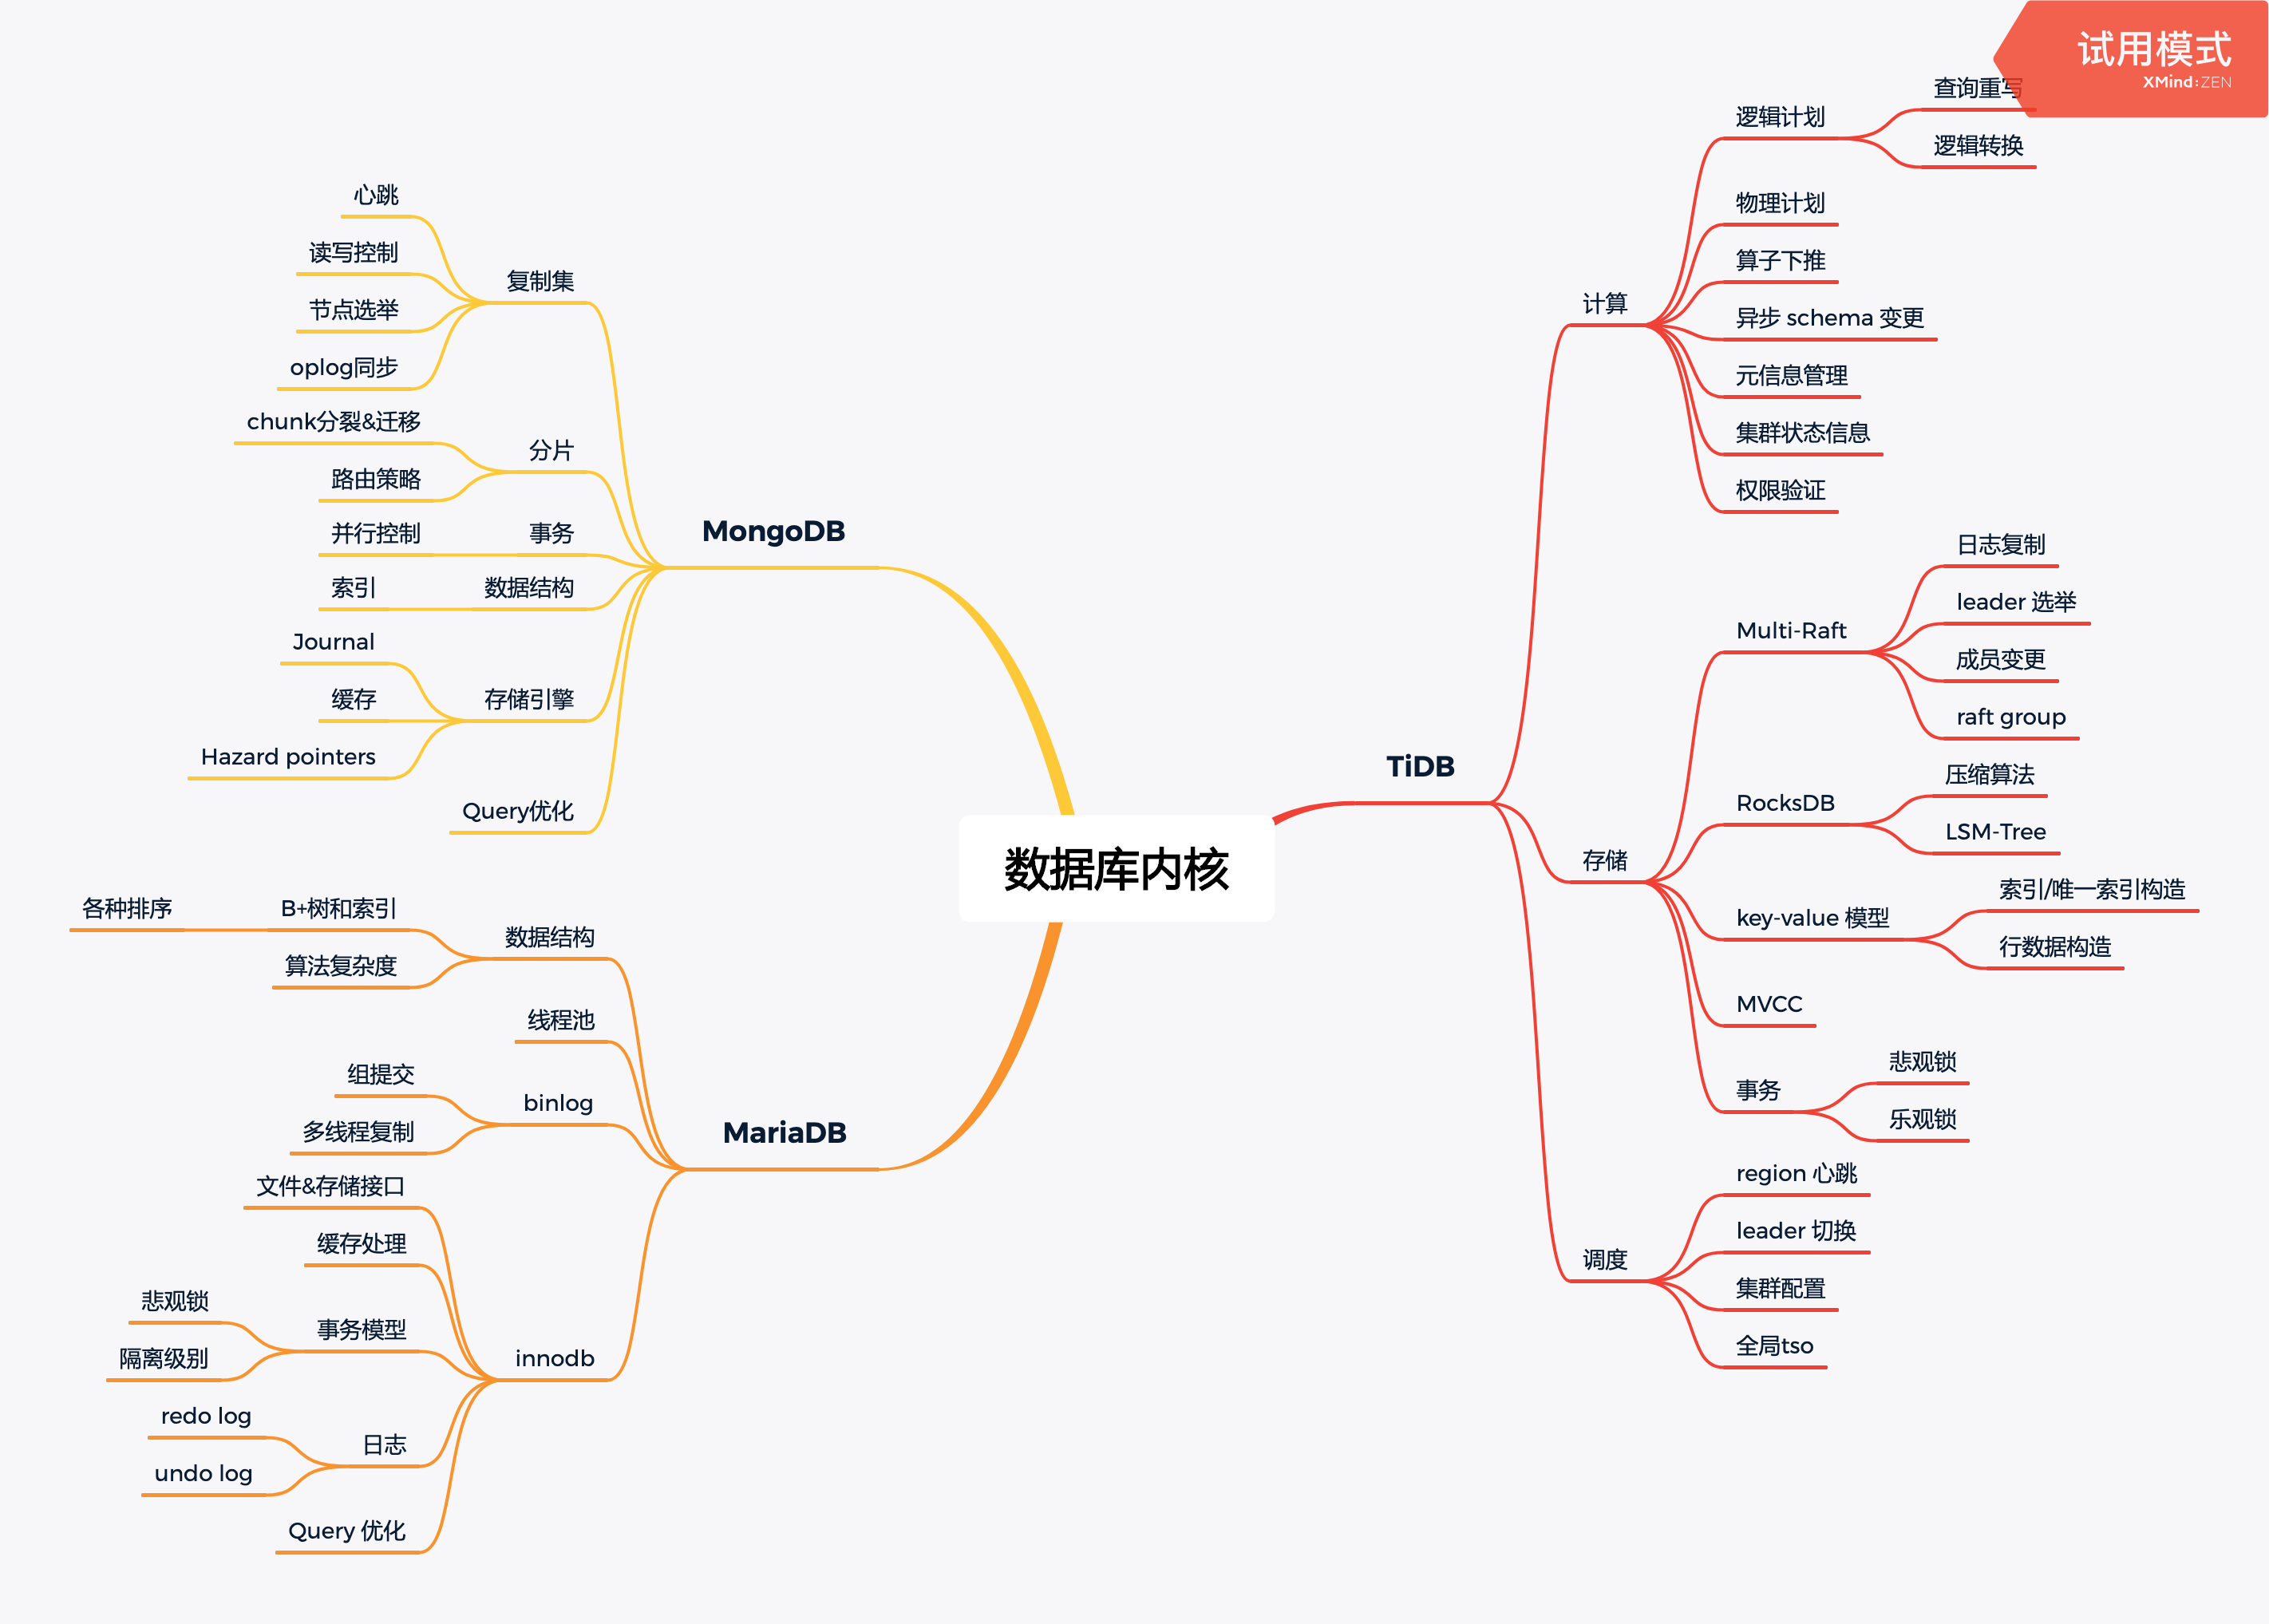 试用模式
XMind:ZEN
数据库内核
TiDB
计算
逻辑计划
查询重写
逻辑转换
物理计划
算子下推
异步 schema 变更
元信息管理
集群状态信息
权限验证
存储
Multi-Raft
日志复制
leader 选举
成员变更
raft group
RocksDB
压缩算法
LSM-Tree
key-value 模型
索引/唯一索引构造
行数据构造
MVCC
事务
悲观锁
乐观锁
调度
region 心跳
leader 切换
集群配置
全局tso
MongoDB
复制集
心跳
读写控制
节点选举
oplog同步
分片
chunk分裂&迁移
路由策略
事务
并行控制
数据结构
索引
存储引擎
Journal
缓存
Hazard pointers
Query优化
MariaDB
数据结构
B+树和索引
各种排序
算法复杂度
线程池
binlog
组提交
多线程复制
innodb
文件&存储接口
缓存处理
事务模型
悲观锁
隔离级别
日志
redo log
undo log
Query 优化